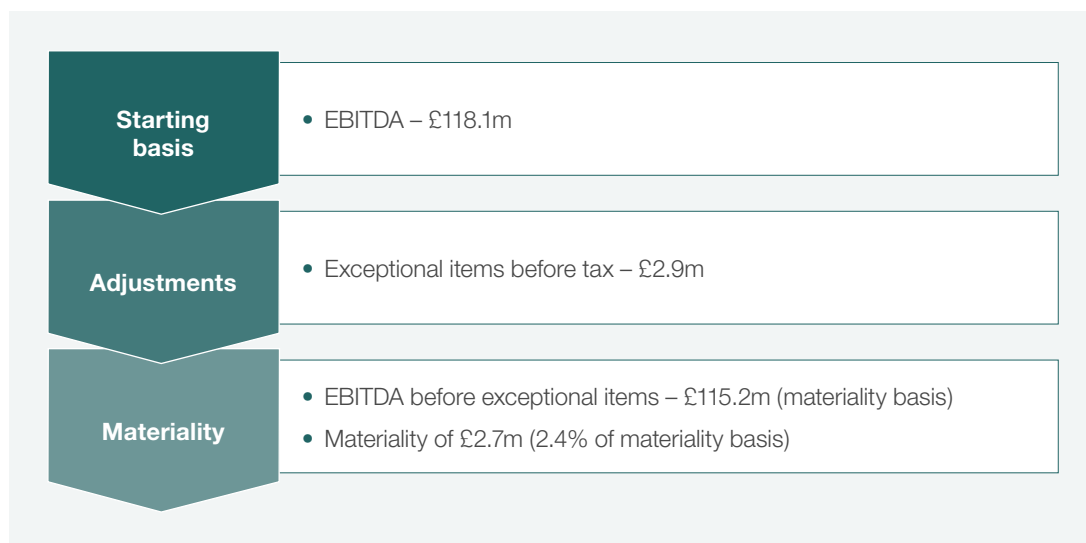 Starting
basis
• EBITDA – £118.1m
Adjustments
• Exceptional items before tax – £2.9m
Materiality
• EBITDA before exceptional items – £115.2m (materiality basis)
• Materiality of £2.7m (2.4% of materiality basis)